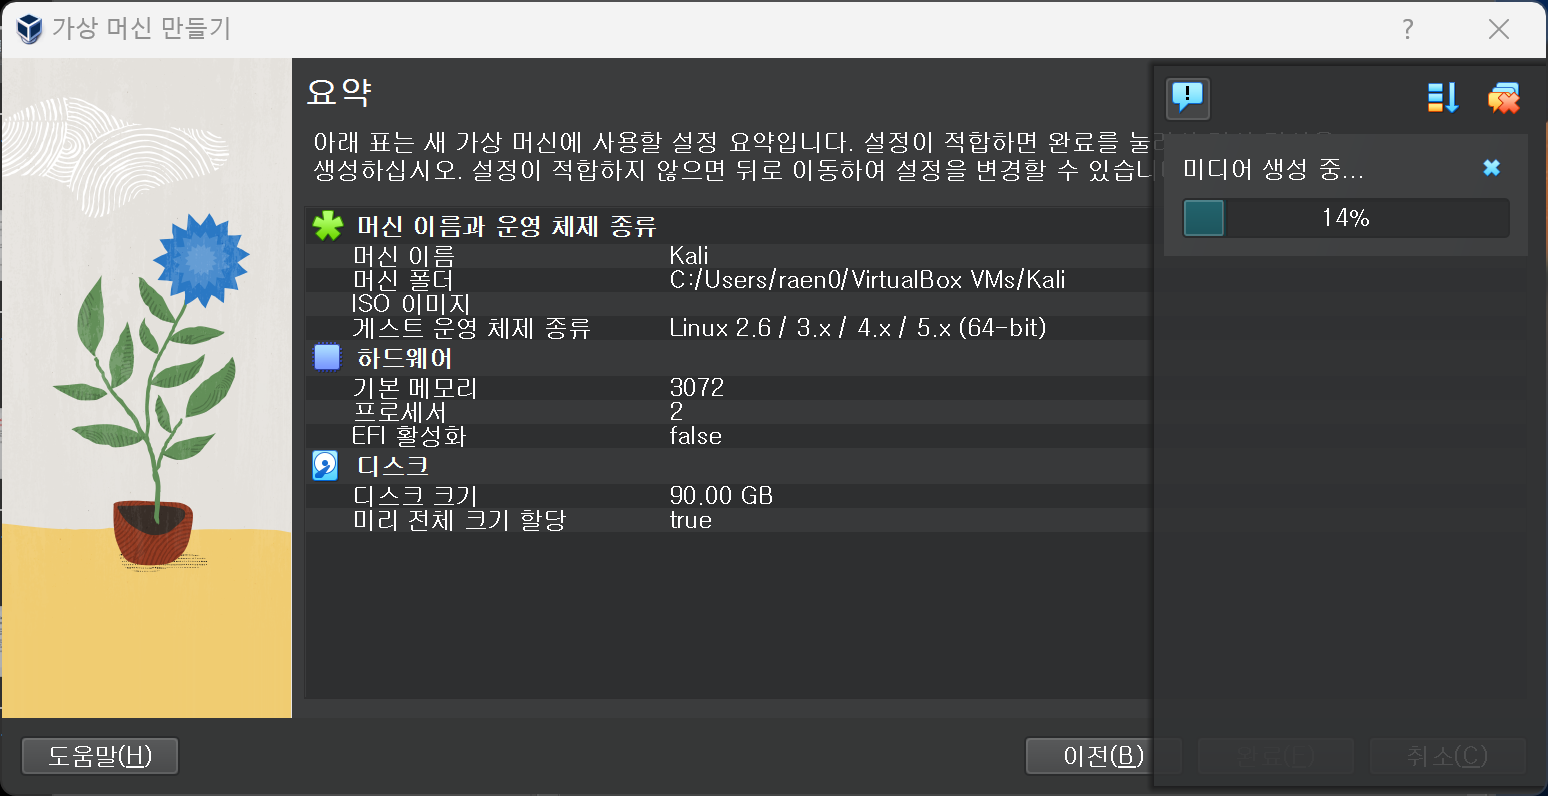 가상 머신 만들기
?
요약
아래 표는 새 가상 머신에 사용할 설정 요약입니다. 설정이 적합하면 완료를
생성하십시오. 설정이 적합하지 않으면 뒤로 이동하여 설정을 변경할 수
머신 이름과 운영 체제 종류
머신 이름 Kali
머신 폴더 C:/Users/raen0/VirtualBox VMs/Kali
ISO 이미지
게스트 운영 체제 종류 Linux 2.6 / 3.x / 4.x / 5.x (64-bit)
하드웨어
기본 메모리 3072
프로세서 2
EFI 활성화 false
디스크
디스크 크기 90.00 GB
미리 전체 크기 할당 true
미디어 생성 중...
14%
도움말(H)
이전(B)
완료(F)
취소(C)